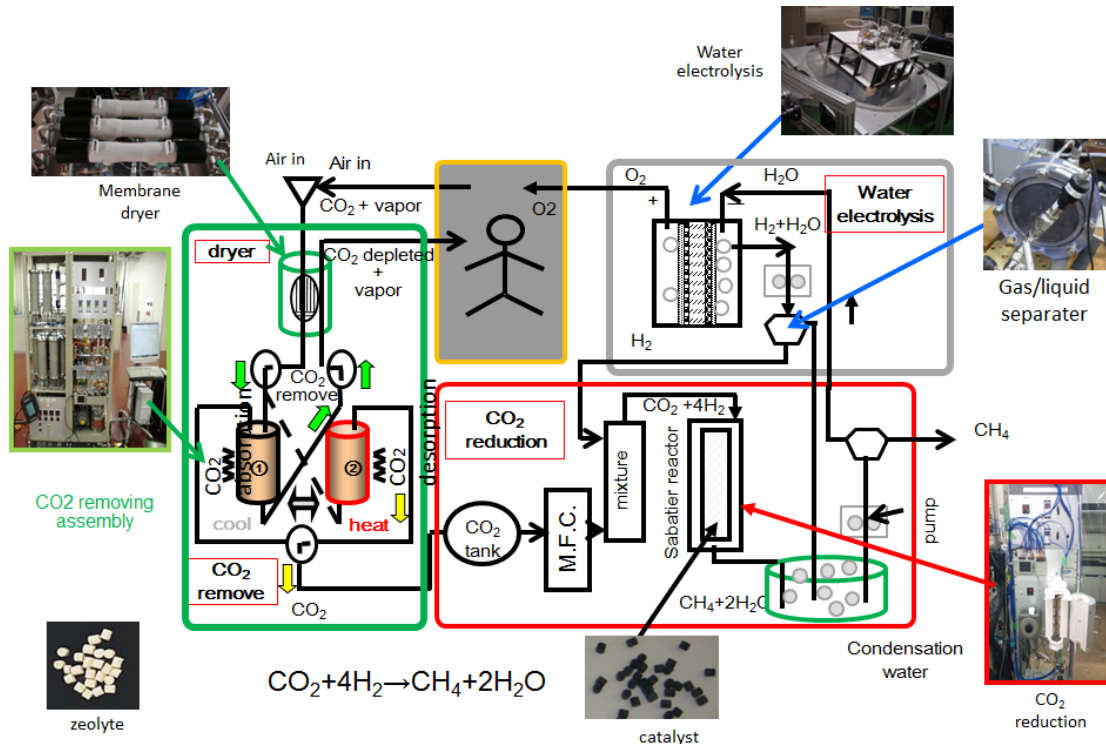 Water
electrolysis
Air in
Air in
Membrane
dryer
CO₂ + vapor
O2
O₂
+
H₂O
–
Water
electrolysis
H₂+H₂O
dryer
CO₂ depleted
+
vapor
Gas/liquid
separater
H₂
CO₂
remove
absorption
CO₂
①
②
CO₂
desorption
cool
heat
CO2 removing
assembly
CO₂
remove
CO₂
CO₂
reduction
CO₂ +4H₂
mixture
Sabatier reactor
CO₂
tank
M.F.C.
CH₄
pump
CH₄+2H₂O
Condensation
water
zeolyte
CO₂+4H₂→CH₄+2H₂O
catalyst
CO₂
reduction